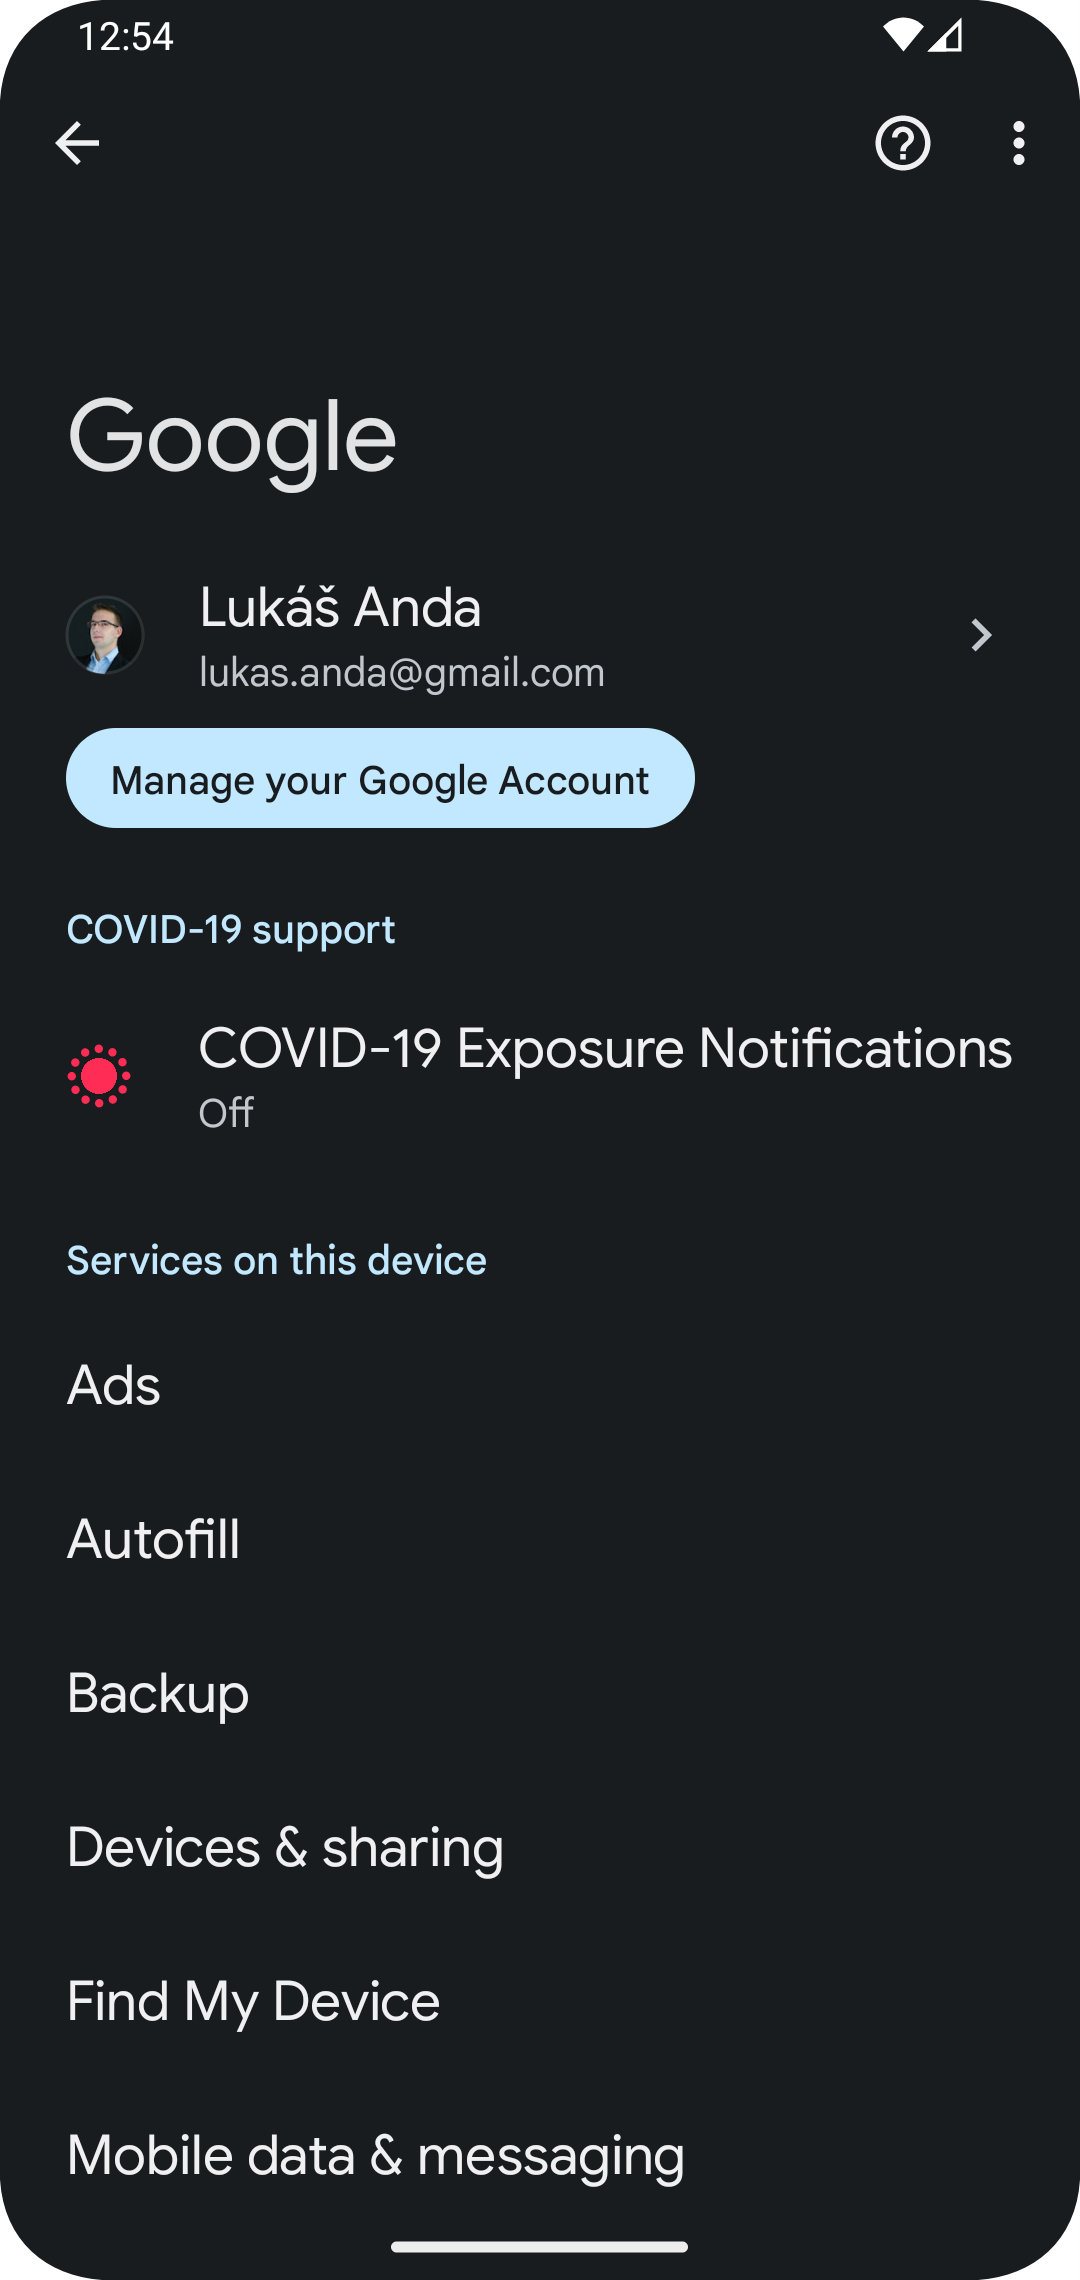 12:54
Google
Lukáš Anda
lukas.anda@gmail.com
Manage your Google Account
COVID-19 support
COVID-19 Exposure Notifications
Off
Services on this device
Ads
Autofill
Backup
Devices & sharing
Find My Device
Mobile data & messaging